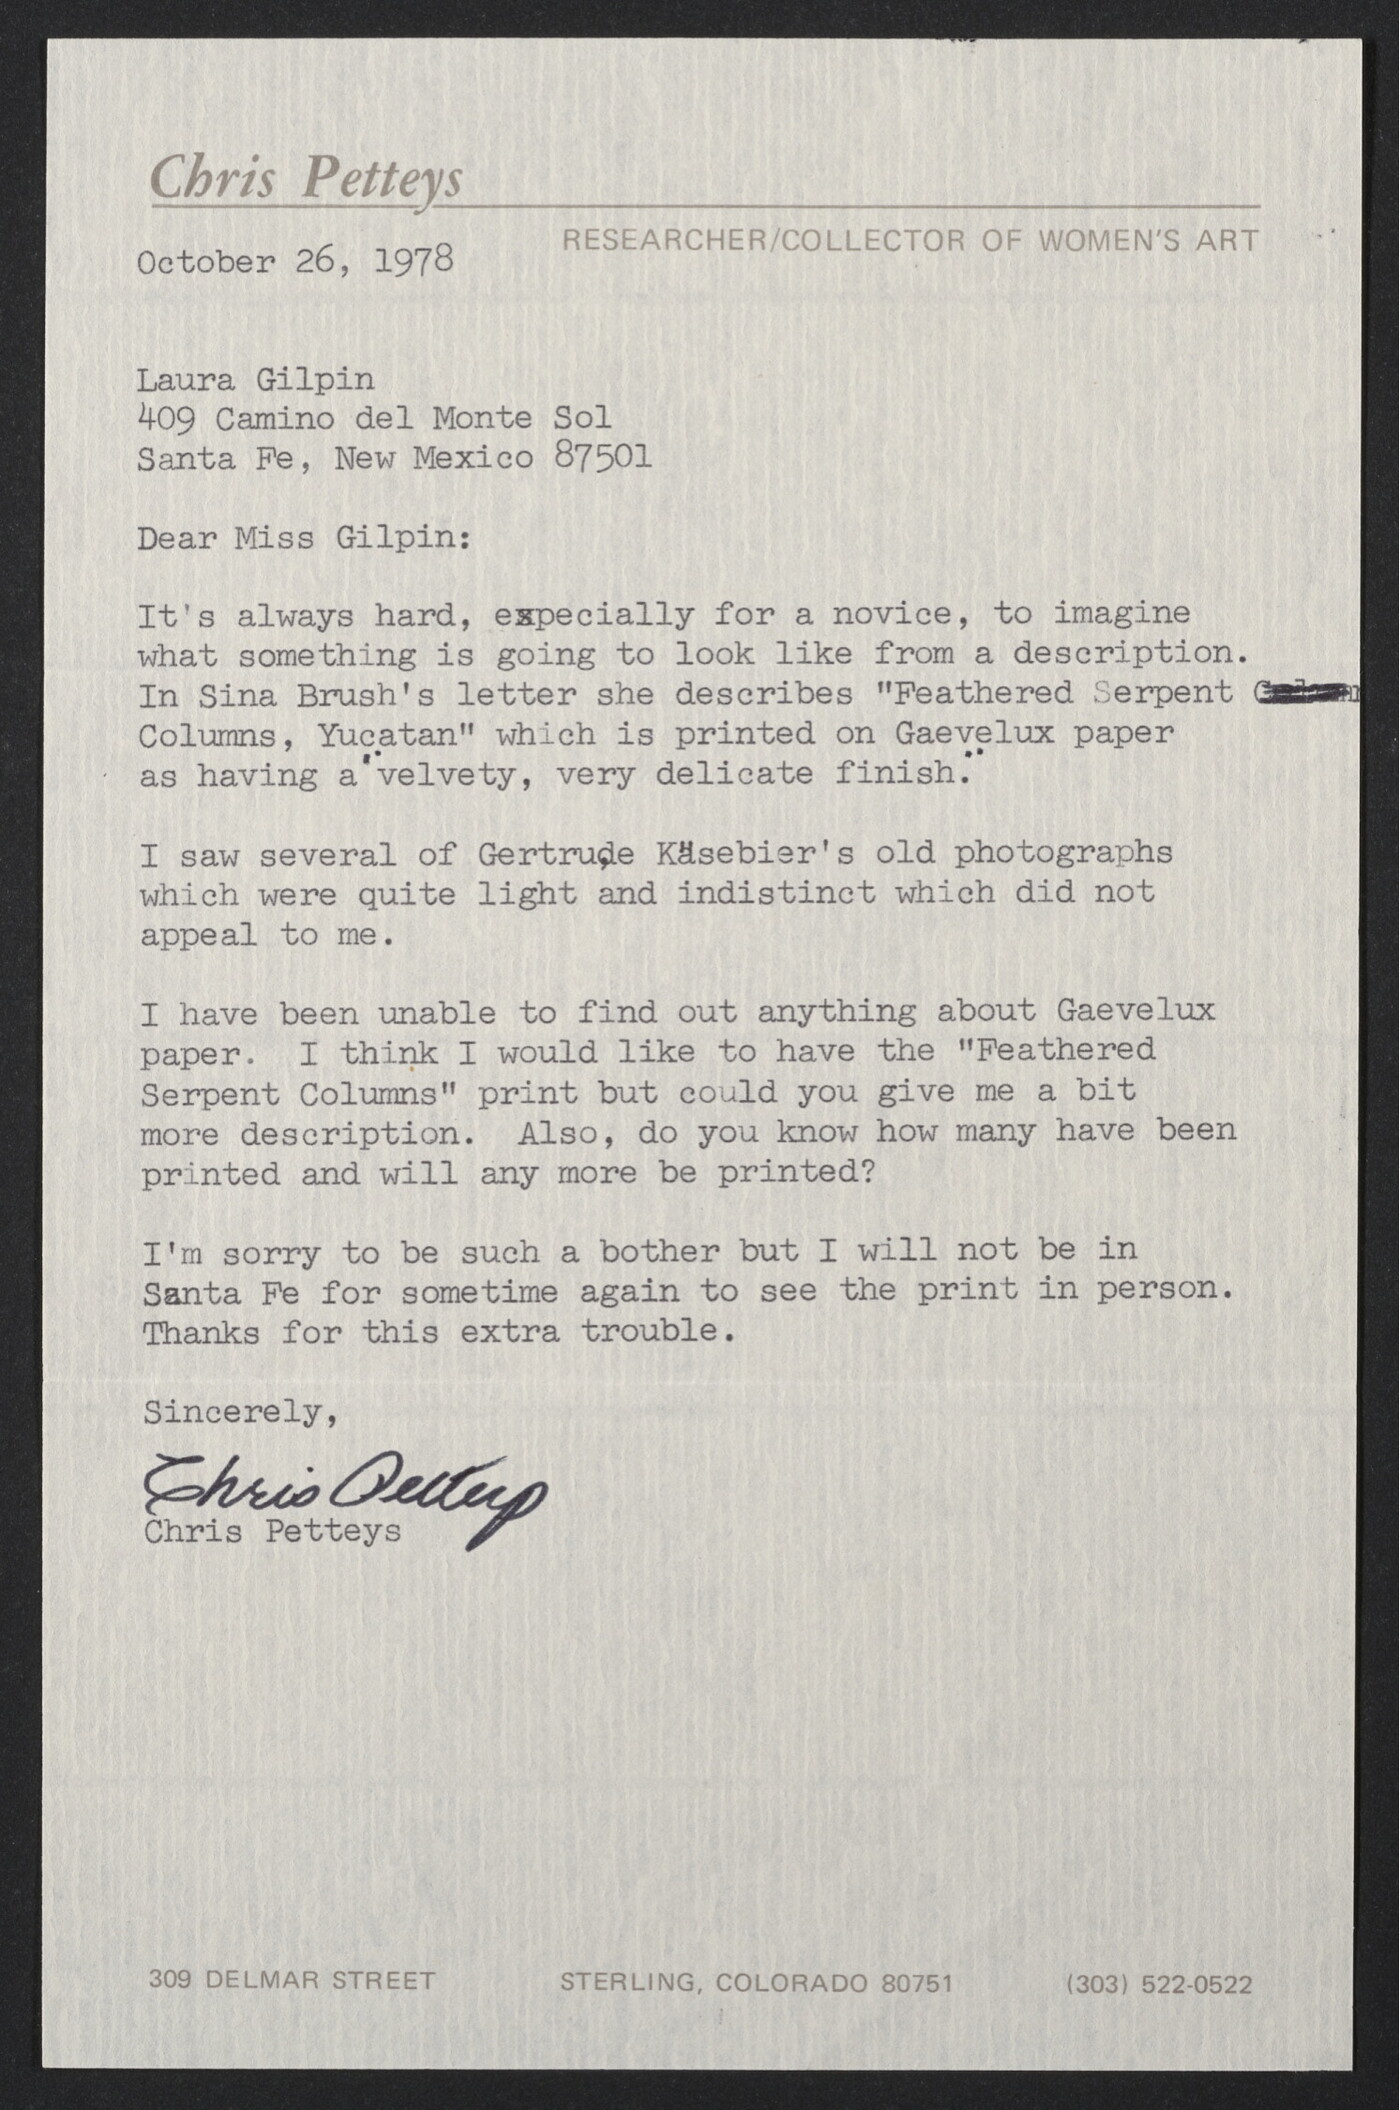 Chris Petteys
RESEARCHER/COLLECTOR OF WOMEN'S ART
October 26, 1978
Laura Gilpin
409 Camino del Monte Sol
Santa Fe, New Mexico 87501
Dear Miss Gilpin:
It's always hard, especially for a novice, to imagine
what something is going to look like from a description.
In Sina Brush's letter she describes "Feathered Serpent
Columns, Yucatan" which is printed on Gaevelux paper
as having a "velvety, very delicate finish."
I saw several of Gertrude Käsebier's old photographs
which were quite light and indistinct which did not
appeal to me.
I have been unable to find out anything about Gaevelux
paper. I think I would like to have the "Feathered
Serpent Columns" print but could you give me a bit
more description. Also, do you know how many have been
printed and will any more be printed?
I'm sorry to be such a bother but I will not be in
Santa Fe for sometime again to see the print in person.
Thanks for this extra trouble.
Sincerely,
Chris Petteys
Chris Petteys
309 DELMAR STREET STERLING, COLORADO 80751 (303) 522-0522